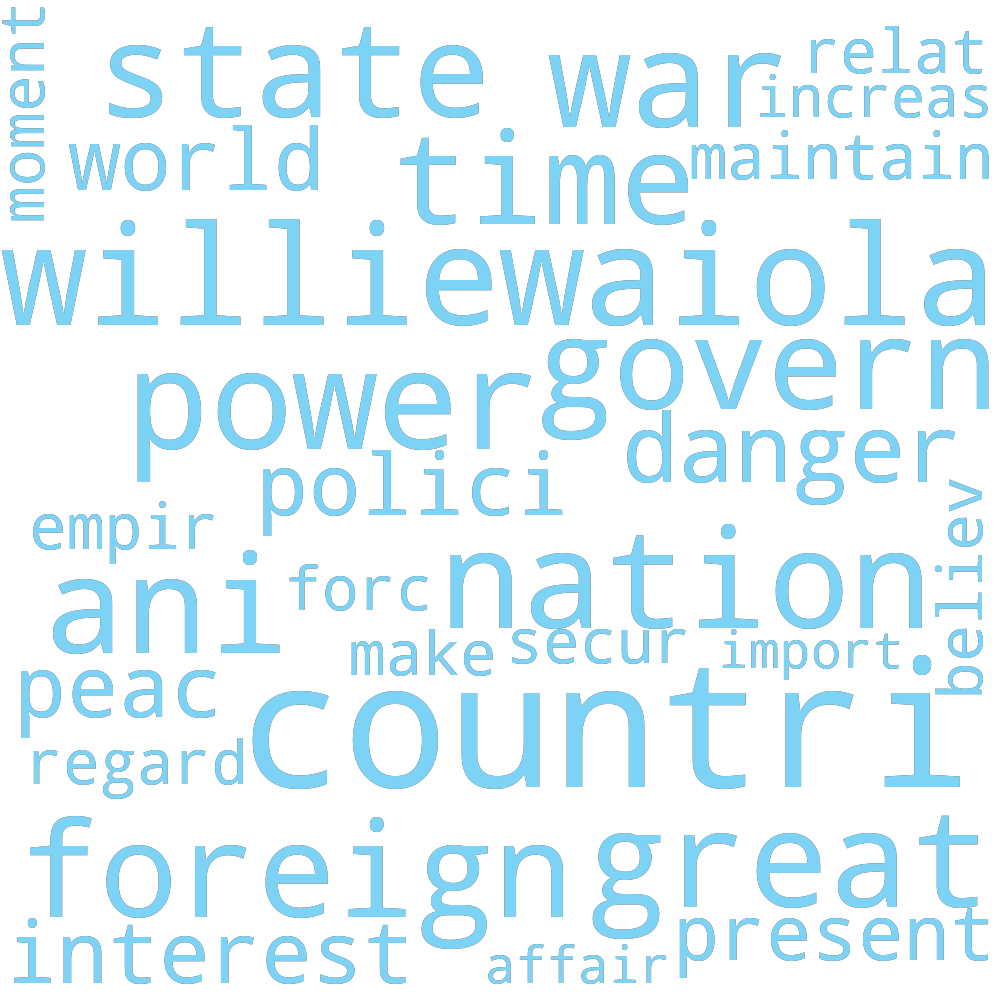 moment
state
war
relat
increas
world
time
maintain
williewaiola
power
govern
danger
polici
empir
believ
ani
forc
nation
make
secur
import
peac
countri
regard
foreign
great
interest
affair
present